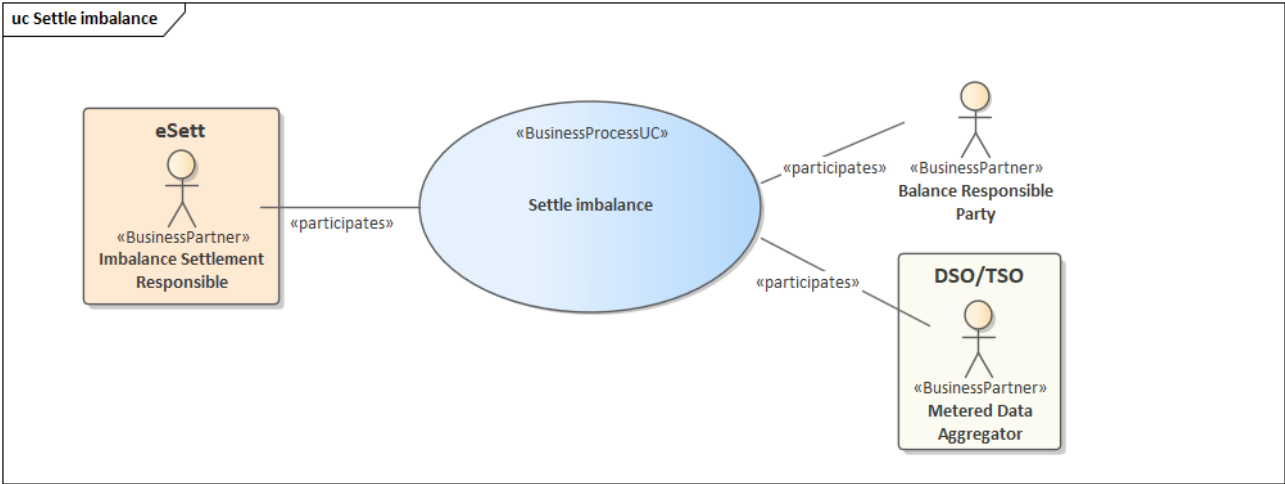 uc Settle imbalance
eSett
«BusinessPartner»
Imbalance Settlement
Responsible
«participates»
«BusinessProcessUC»
Settle imbalance
«participates»
«BusinessPartner»
Balance Responsible
Party
«participates»
DSO/TSO
«BusinessPartner»
Metered Data
Aggregator